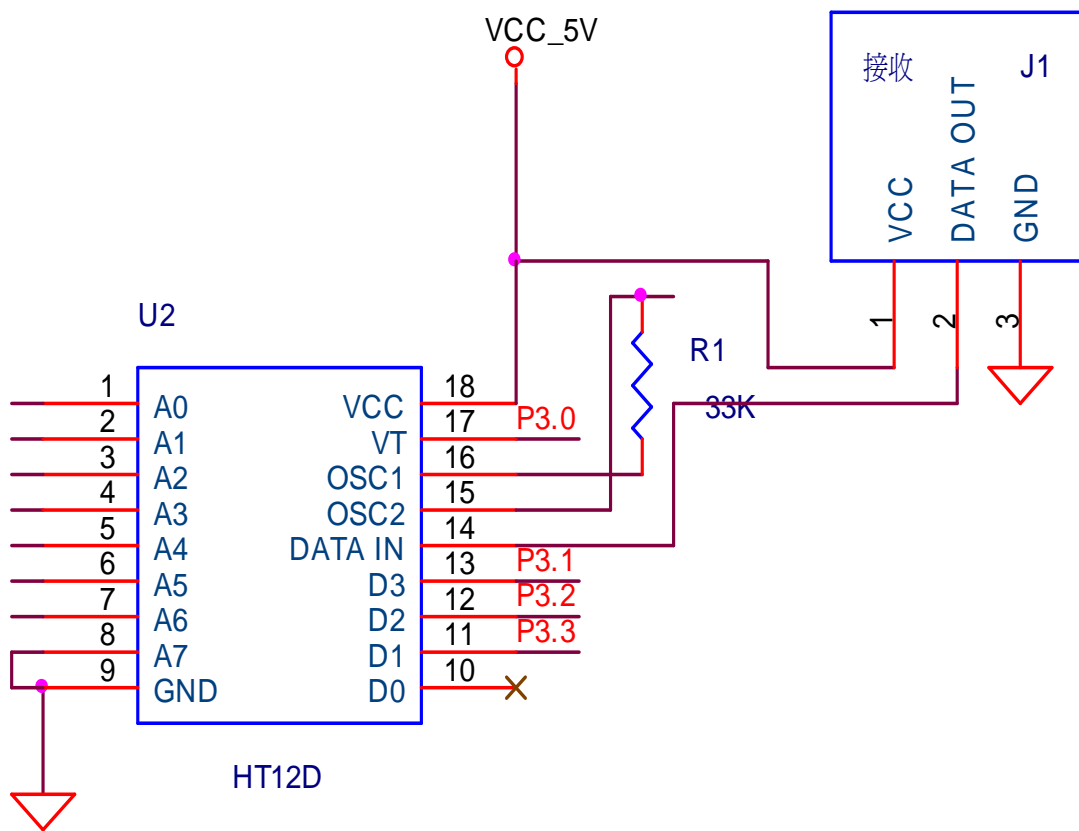 VCC_5V
接收
J1
VCC
DATA OUT
GND
1
2
3
U2
R1
33K
1
A0
VCC
18
2
A1
VT
17
P3.0
3
A2
OSC1
16
4
A3
OSC2
15
5
A4
DATA IN
14
6
A5
D3
13
P3.1
7
A6
D2
12
P3.2
8
A7
D1
11
P3.3
9
GND
D0
10
HT12D